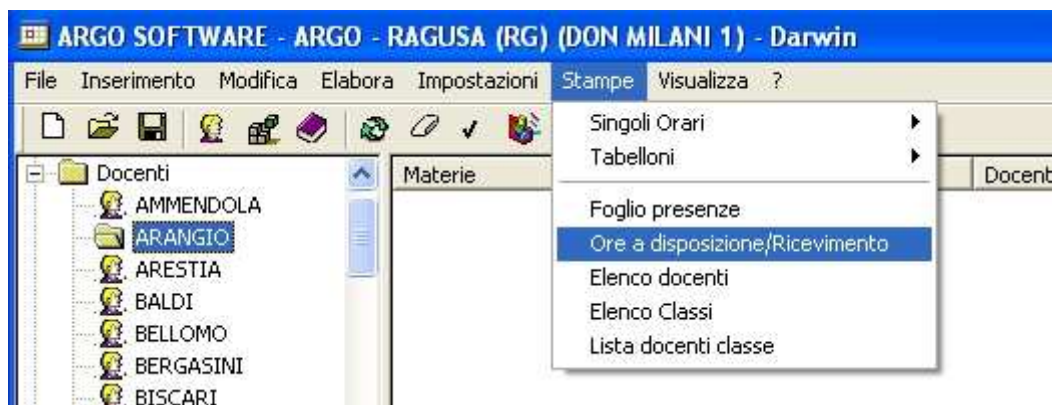 ARGO SOFTWARE - ARGO - RAGUSA (RG) (DON MILANI 1) - Darwin
File Inserimento Modifica Elabora Impostazioni Stampe Visualizza ?
Singoli Orari
Tabelloni
Foglio presenze
Ore a disposizione/Ricevimento
Elenco docenti
Elenco Classi
Lista docenti classe
Docenti
AMMENDOLA
ARANGIO
ARESTIA
BALDI
BELLOMO
BERGASINI
BISCARI
Materie
Docent